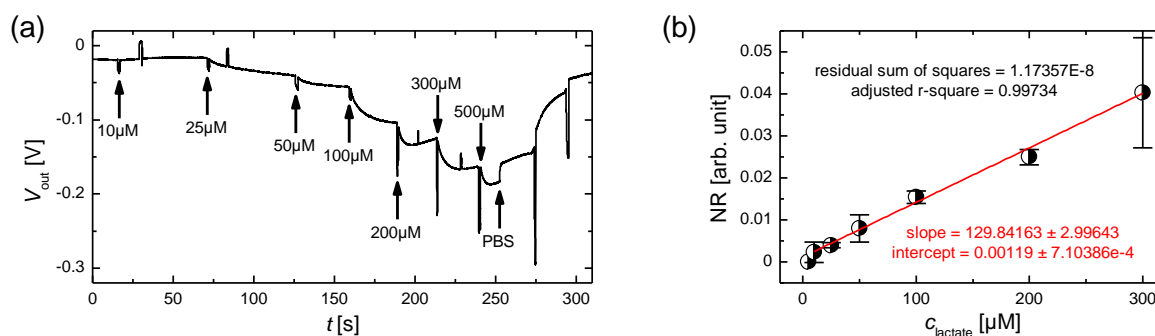 (a)
0
-0.1
-0.2
-0.3
V_out [V]
10µM
25µM
50µM
100µM
200µM
300µM
500µM
PBS
0 50 100 150 200 250 300
t [s]
(b)
0.05
0.04
0.03
0.02
0.01
0
NR [arb. unit]
residual sum of squares = 1.17357E-8
adjusted r-square = 0.99734
slope = 129.84163 ± 2.99643
intercept = 0.00119 ± 7.10386e-4
0 100 200 300
c_lactate [µM]